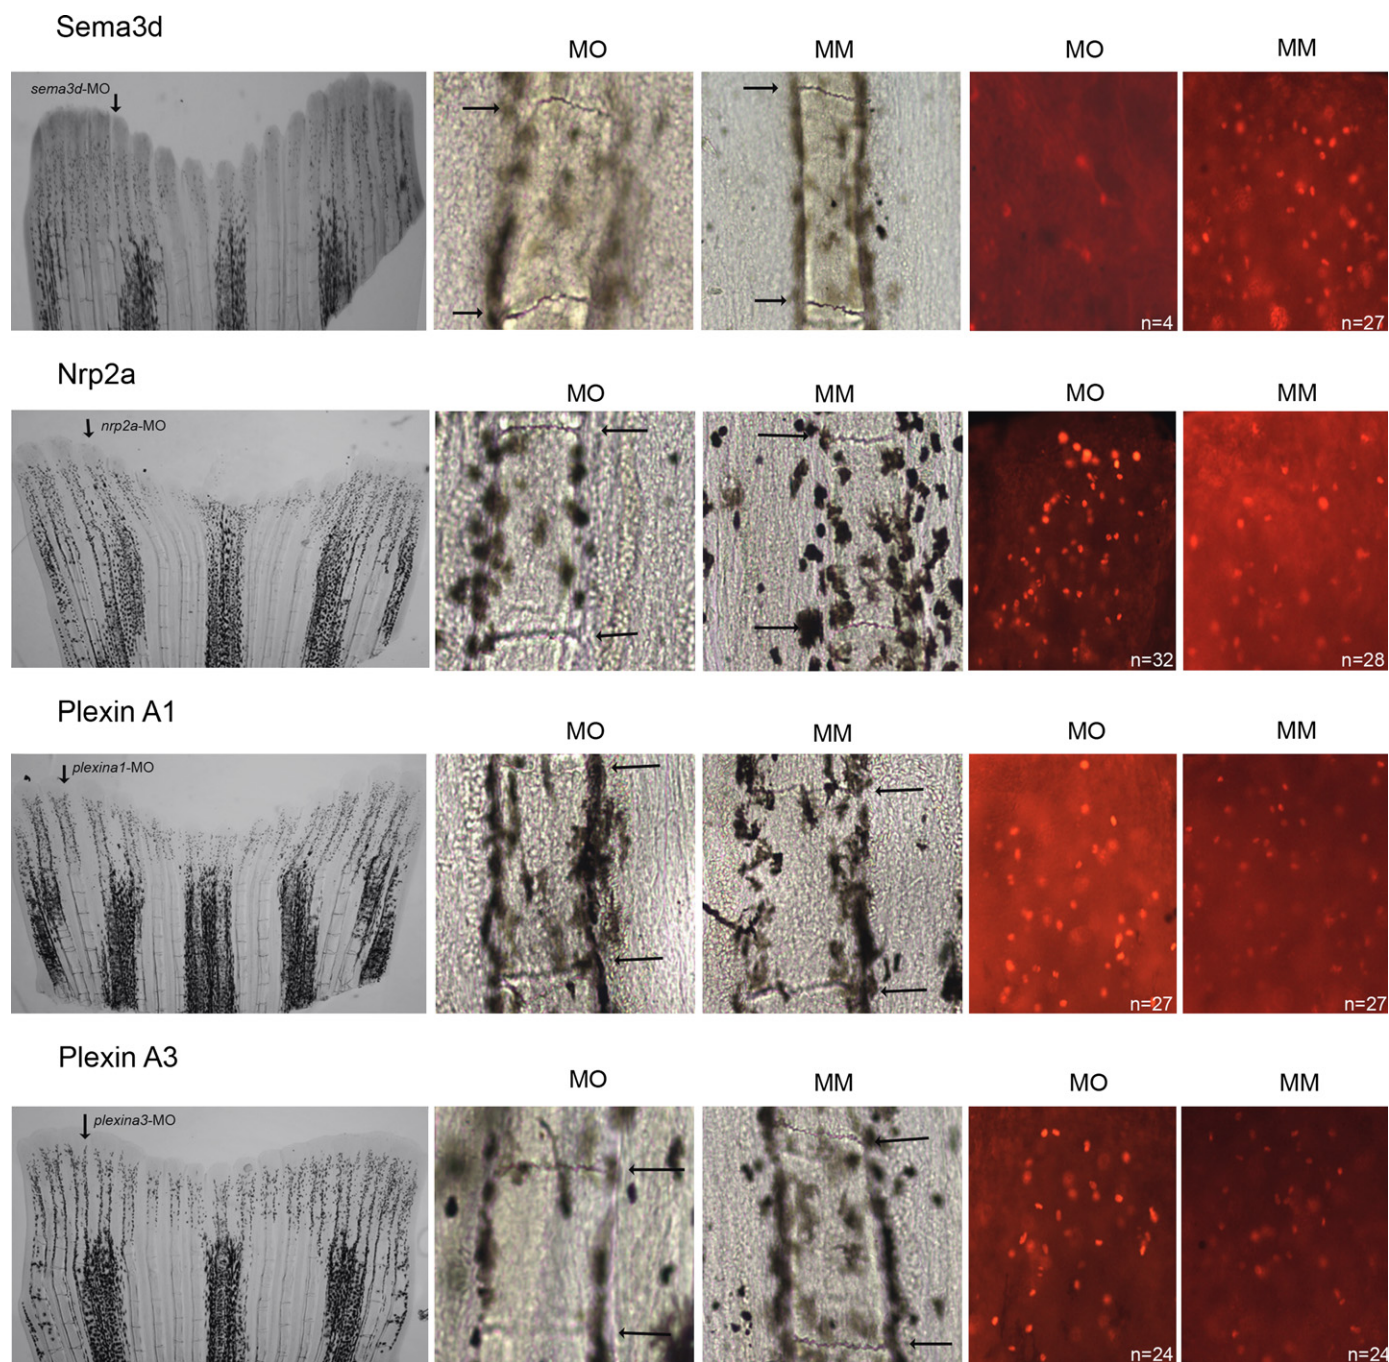 Sema3d
MO MM MO MM
sema3d-MO
n=4 n=27
Nrp2a
MO MM MO MM
nrp2a-MO
n=32 n=28
Plexin A1
MO MM MO MM
plexina1-MO
n=27 n=27
Plexin A3
MO MM MO MM
plexina3-MO
n=24 n=24